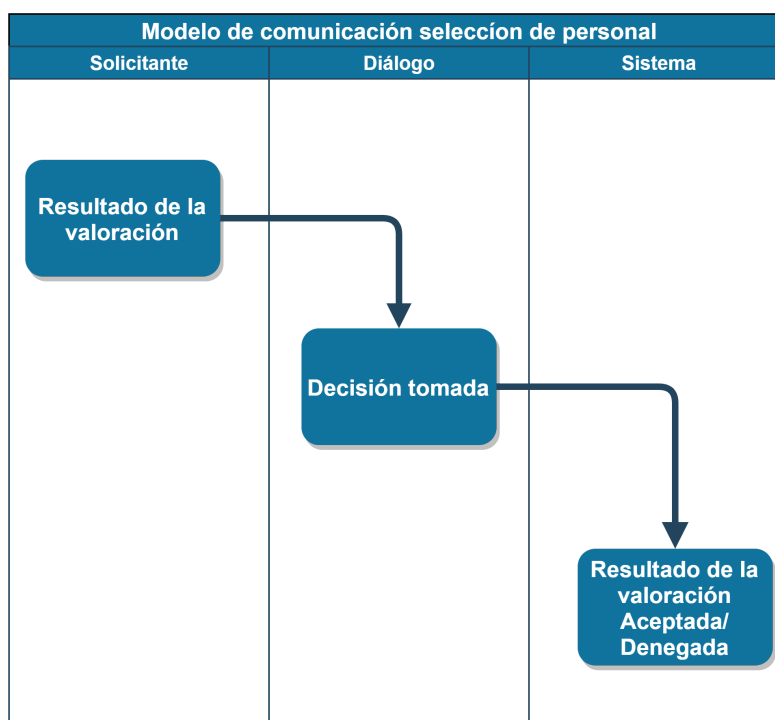 Modelo de comunicación seleccíon de personal
Solicitante
Diálogo
Sistema
Resultado de la
valoración
Decisión tomada
Resultado de la
valoración
Aceptada/
Denegada